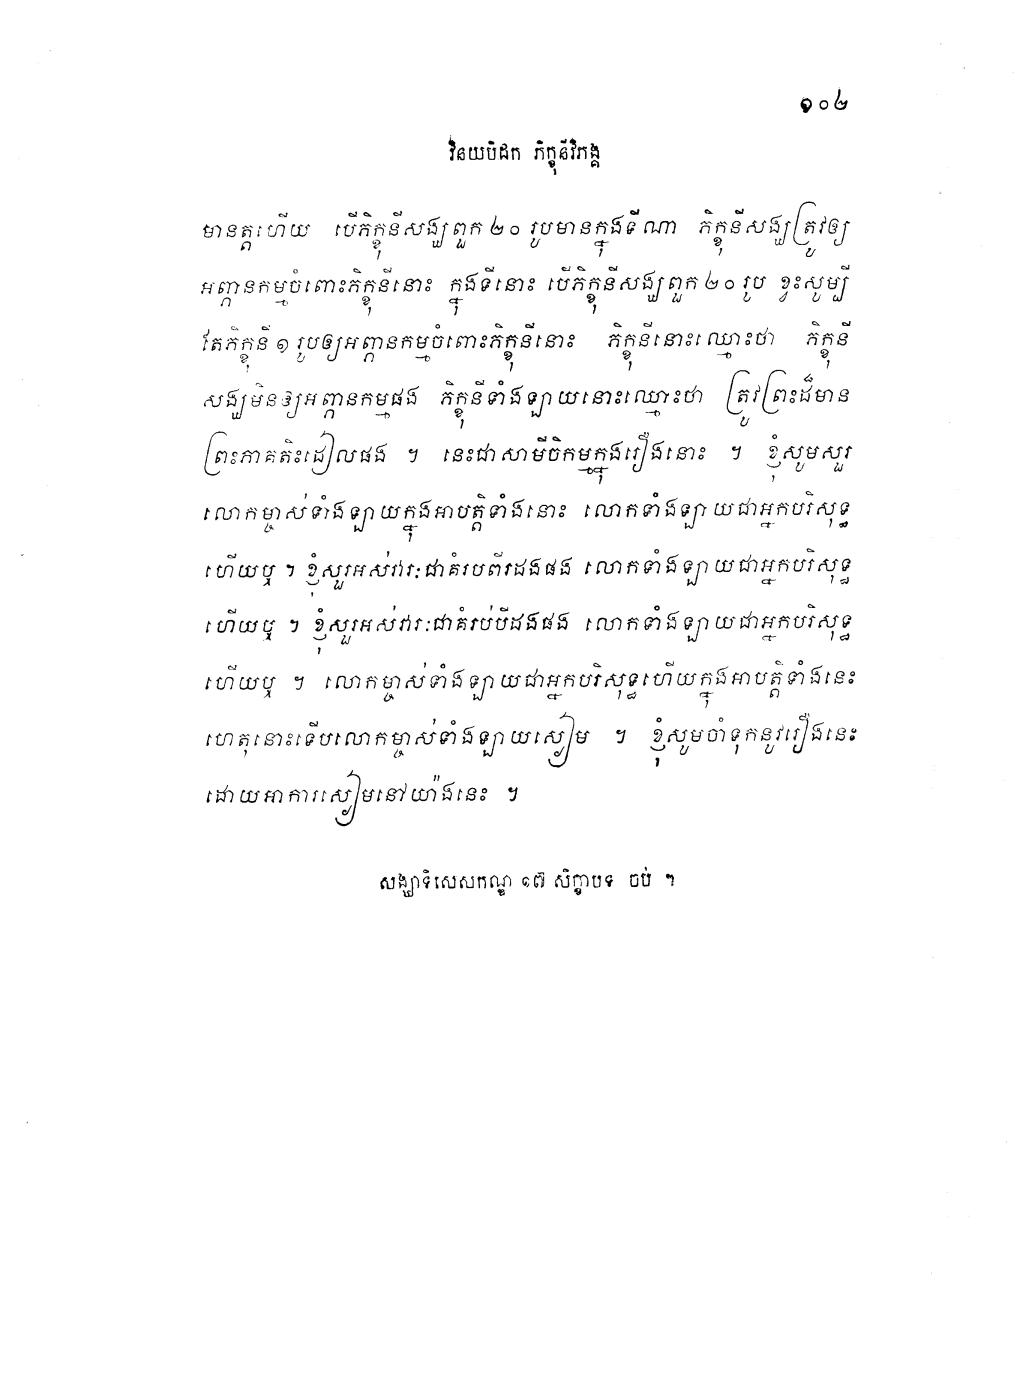 ១០២
វិនយបិដក ភិក្ខុនីវិភង្គ
មានត្តហើយ បើភិក្ខុនីសង្ឃពួក ២០ រូបមានក្នុងទីណា ភិក្ខុនីសង្ឃត្រូវឲ្យ
អព្ភានកម្មចំពោះភិក្ខុនីនោះ ក្នុងទីនោះ បើភិក្ខុនីសង្ឃពួក ២០ រូប ខ្វះសូម្បី
តែភិក្ខុនី ១ រូបឲ្យអព្ភានកម្មចំពោះភិក្ខុនីនោះ ភិក្ខុនីនោះឈ្មោះថា ភិក្ខុនី
សង្ឃមិនឲ្យអព្ភានកម្មផង ភិក្ខុនីទាំងឡាយនោះឈ្មោះថា ត្រូវព្រះដ៏មាន
ព្រះភាគតិះដៀលផង ។ នេះជាសាមីចិកម្មក្នុងរឿងនោះ ។ ខ្ញុំសូមសួរ
លោកម្ចាស់ទាំងឡាយក្នុងអាបត្តិទាំងនោះ លោកទាំងឡាយជាអ្នកបរិសុទ្ធ
ហើយឬ ។ ខ្ញុំសួរអស់វារៈជាគំរបពីរដងផង លោកទាំងឡាយជាអ្នកបរិសុទ្ធ
ហើយឬ ។ ខ្ញុំសួរអស់វារៈជាគំរប់បីដងផង លោកទាំងឡាយជាអ្នកបរិសុទ្ធ
ហើយឬ ។ លោកម្ចាស់ទាំងឡាយជាអ្នកបរិសុទ្ធហើយក្នុងអាបត្តិទាំងនេះ
ហេតុនោះទើបលោកម្ចាស់ទាំងឡាយស្ងៀម ។ ខ្ញុំសូមចាំទុកនូវរឿងនេះ
ដោយអាការស្ងៀមនៅយ៉ាងនេះ ។
សង្ឃាទិសេសកណ្ឌ ១៧ សិក្ខាបទ ចប់ ។